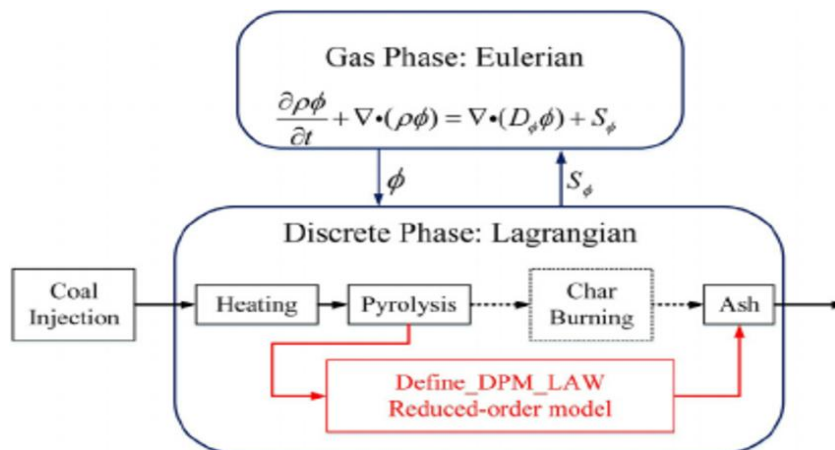 Gas Phase: Eulerian
∂ρϕ/∂t + ∇•(ρϕ) = ∇•(D_ϕϕ) + S_ϕ
ϕ
S_ϕ
Discrete Phase: Lagrangian
Coal
Injection
Heating
Pyrolysis
Char
Burning
Ash
Define_DPM_LAW
Reduced-order model